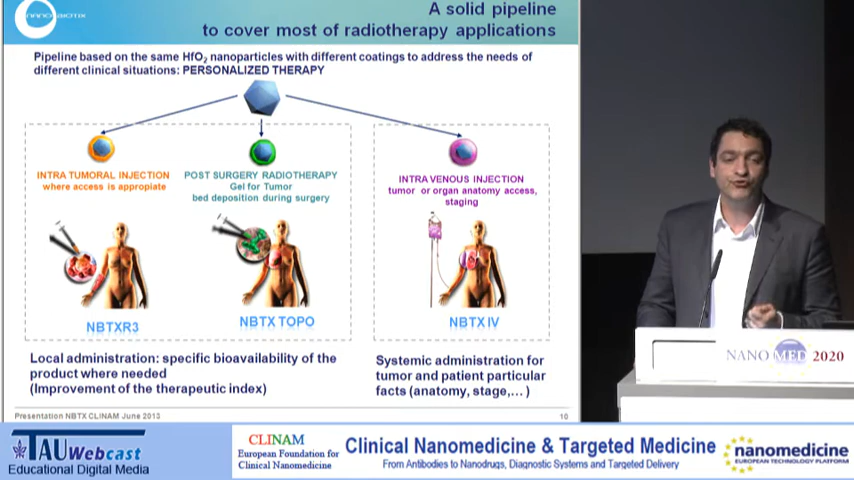 NANOBIOTIX
A solid pipeline
to cover most of radiotherapy applications
Pipeline based on the same HfO2 nanoparticles with different coatings to address the needs of
different clinical situations: PERSONALIZED THERAPY
INTRA TUMORAL INJECTION
where access is appropiate
POST SURGERY RADIOTHERAPY
Gel for Tumor
bed deposition during surgery
INTRA VENOUS INJECTION
tumor or organ anatomy access,
staging
NBTXR3
NBTX TOPO
NBTX IV
Local administration: specific bioavailability of the
product where needed
(Improvement of the therapeutic index)
Systemic administration for
tumor and patient particular
facts (anatomy, stage,... )
Presentation NBTX CLINAM June 2013
10
NANO MED 2020
TAU Webcast
Educational Digital Media
CLINAM
European Foundation for
Clinical Nanomedicine
Clinical Nanomedicine & Targeted Medicine
From Antibodies to Nanodrugs, Diagnostic Systems and Targeted Delivery
nanomedicine
EUROPEAN TECHNOLOGY PLATFORM